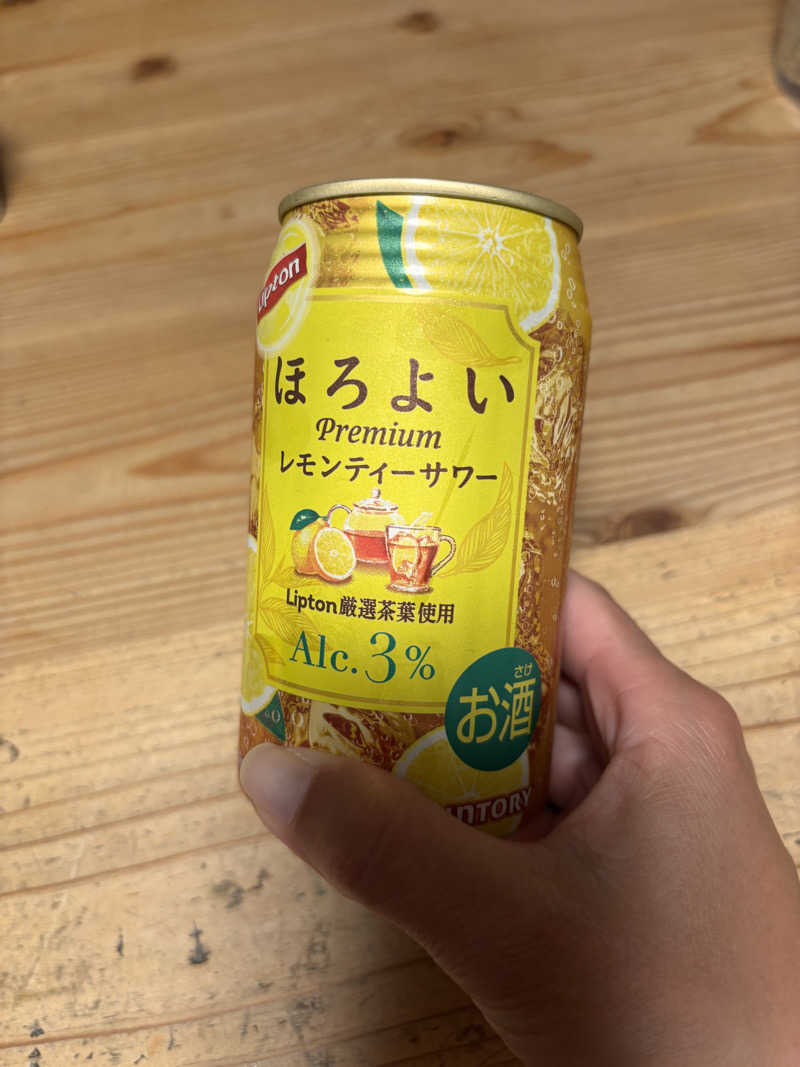 Lipton
ほろよい
Premium
レモンティーサワー
Lipton厳選茶葉使用
Alc.3%
さけ
お酒
SUNTORY